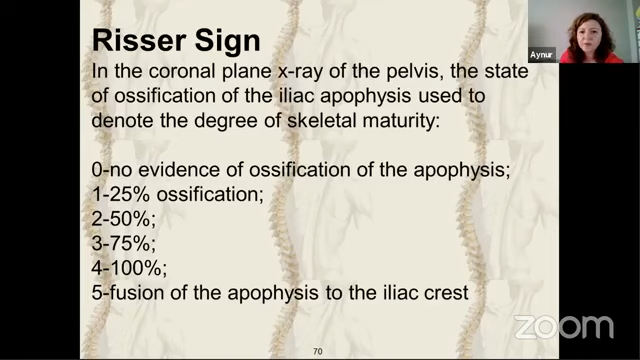 Risser Sign
In the coronal plane x-ray of the pelvis, the state
of ossification of the iliac apophysis used to
denote the degree of skeletal maturity:
0-no evidence of ossification of the apophysis;
1-25% ossification;
2-50%;
3-75%;
4-100%;
5-fusion of the apophysis to the iliac crest
70
Aynur
zoom